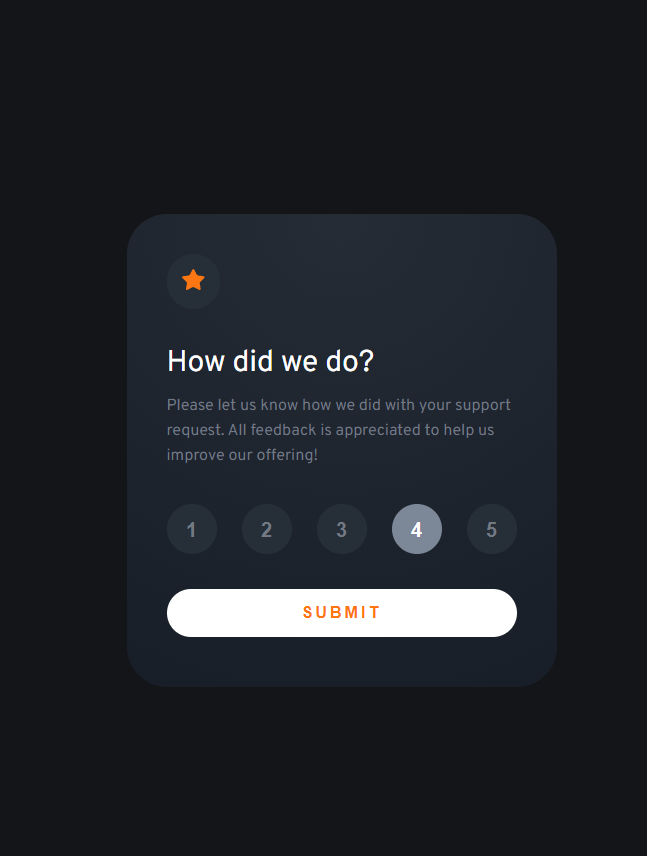 How did we do?
Please let us know how we did with your support
request. All feedback is appreciated to help us
improve our offering!
1 2 3 4 5
SUBMIT